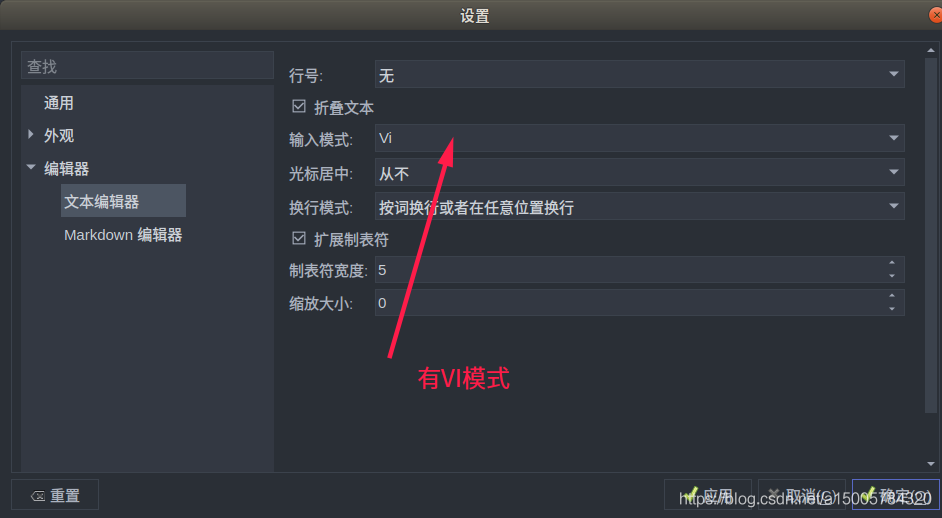 设置
查找
通用
外观
编辑器
文本编辑器
Markdown 编辑器
行号: 无
折叠文本
输入模式: Vi
光标居中: 从不
换行模式: 按词换行或者在任意位置换行
扩展制表符
制表符宽度: 5
缩放大小: 0
有VI模式
重置
应用
取消(C)
确定(O)
https://blog.csdn.net/a15005784320